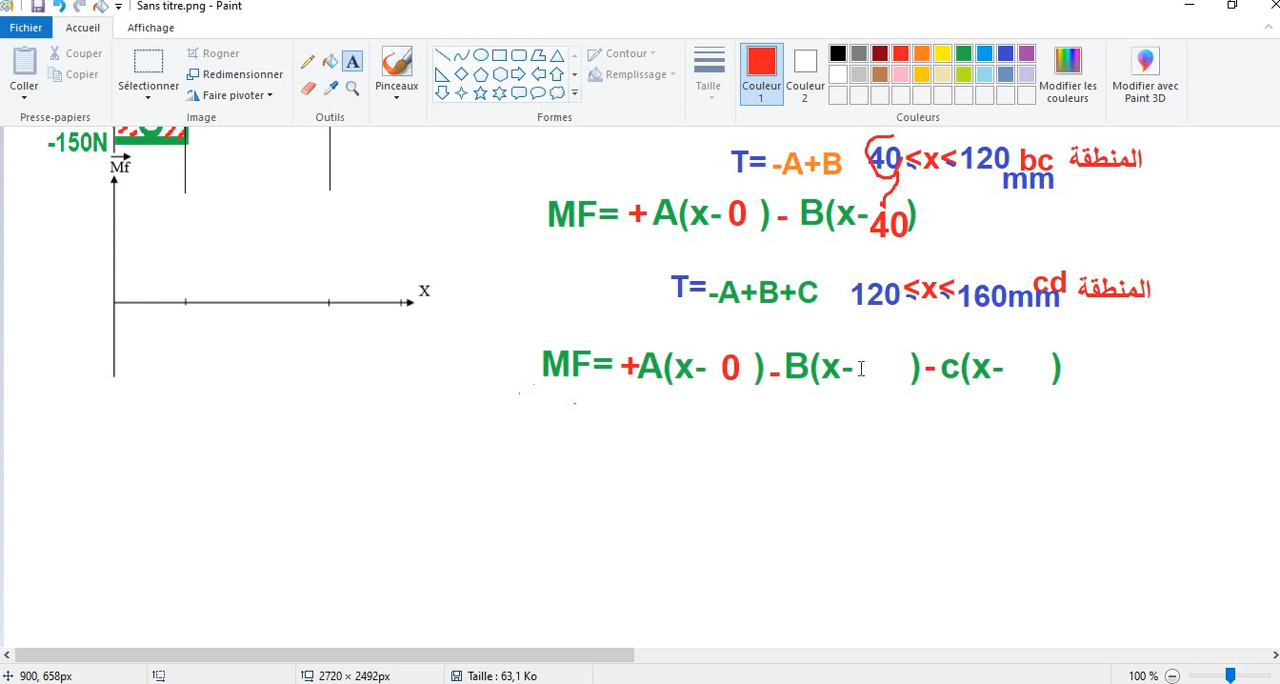 Sans titre.png - Paint
Fichier Accueil Affichage
Coller Couper Copier
Sélectionner Rogner Redimensionner Faire pivoter
A
Pinceaux
Contour Remplissage
Taille
Couleur 1 Couleur 2
Modifier les couleurs
Modifier avec Paint 3D
Presse-papiers Image Outils Formes Couleurs
-150N
Mf
X
T= -A+B 40<x<120 mm bc المنطقة
MF= +A(x- 0 ) - B(x- 40)
T= -A+B+C 120<x<160mm cd المنطقة
MF= +A(x- 0 ) - B(x- ) - c(x- )
900, 658px 2720 × 2492px Taille : 63,1 Ko 100 %